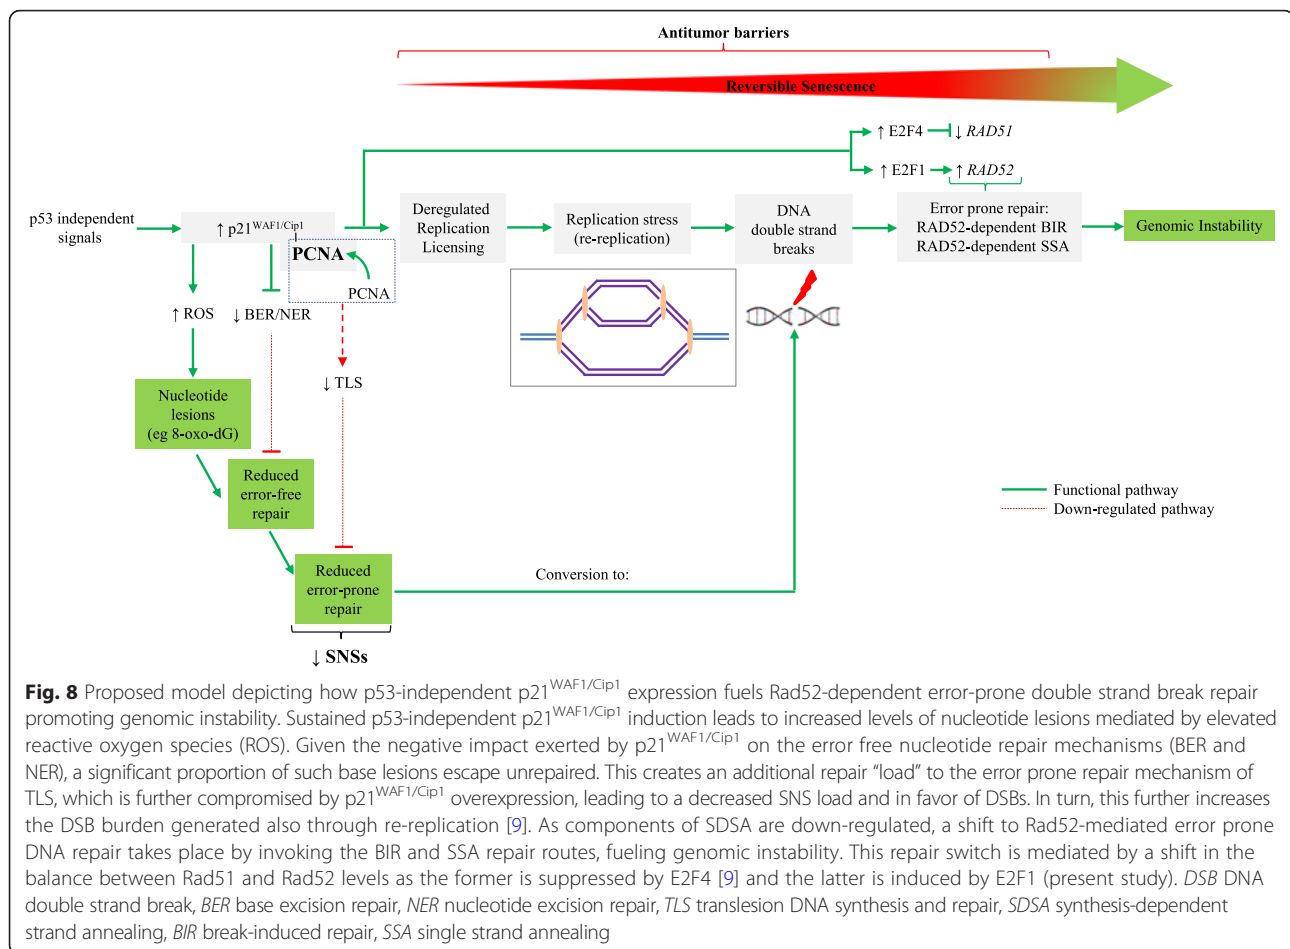 Antitumor barriers
Reversible Senescence
↑ E2F4
↓ RAD51
↑ E2F1
↑ RAD52
p53 independent
signals
↑ p21WAF1/Cip1
PCNA
PCNA
Deregulated
Replication
Licensing
Replication stress
(re-replication)
DNA
double strand
breaks
Error prone repair:
RAD52-dependent BIR
RAD52-dependent SSA
Genomic Instability
↑ ROS
↓ BER/NER
↓ TLS
Nucleotide
lesions
(eg 8-oxo-dG)
Reduced
error-free
repair
Reduced
error-prone
repair
Conversion to:
↓ SNSs
Functional pathway
Down-regulated pathway
Fig. 8 Proposed model depicting how p53-independent p21WAF1/Cip1 expression fuels Rad52-dependent error-prone double strand break repair
promoting genomic instability. Sustained p53-independent p21WAF1/Cip1 induction leads to increased levels of nucleotide lesions mediated by elevated
reactive oxygen species (ROS). Given the negative impact exerted by p21WAF1/Cip1 on the error free nucleotide repair mechanisms (BER and
NER), a significant proportion of such base lesions escape unrepaired. This creates an additional repair “load” to the error prone repair mechanism of
TLS, which is further compromised by p21WAF1/Cip1 overexpression, leading to a decreased SNS load and in favor of DSBs. In turn, this further increases
the DSB burden generated also through re-replication [9]. As components of SDSA are down-regulated, a shift to Rad52-mediated error prone
DNA repair takes place by invoking the BIR and SSA repair routes, fueling genomic instability. This repair switch is mediated by a shift in the
balance between Rad51 and Rad52 levels as the former is suppressed by E2F4 [9] and the latter is induced by E2F1 (present study). DSB DNA
double strand break, BER base excision repair, NER nucleotide excision repair, TLS translesion DNA synthesis and repair, SDSA synthesis-dependent
strand annealing, BIR break-induced repair, SSA single strand annealing